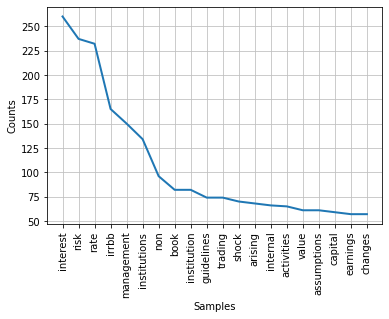 250
225
200
175
150
125
100
75
50
Counts
interest
risk
rate
irrbb
management
institutions
non
book
institution
guidelines
trading
shock
arising
internal
activities
value
assumptions
capital
earnings
changes
Samples